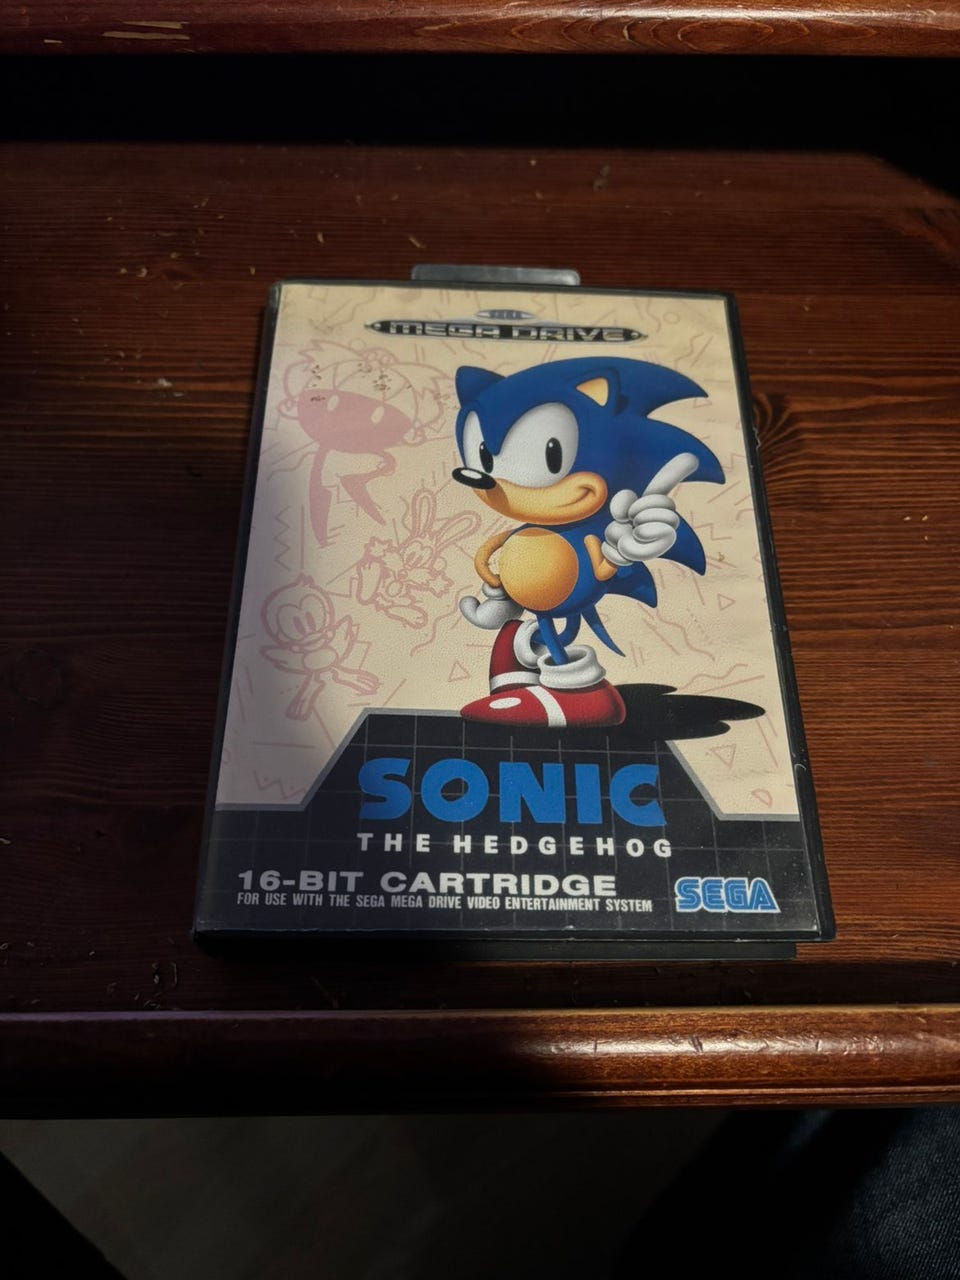 SEGA
MEGA DRIVE
SONIC
THE HEDGEHOG
16-BIT CARTRIDGE
FOR USE WITH THE SEGA MEGA DRIVE VIDEO ENTERTAINMENT SYSTEM
SEGA